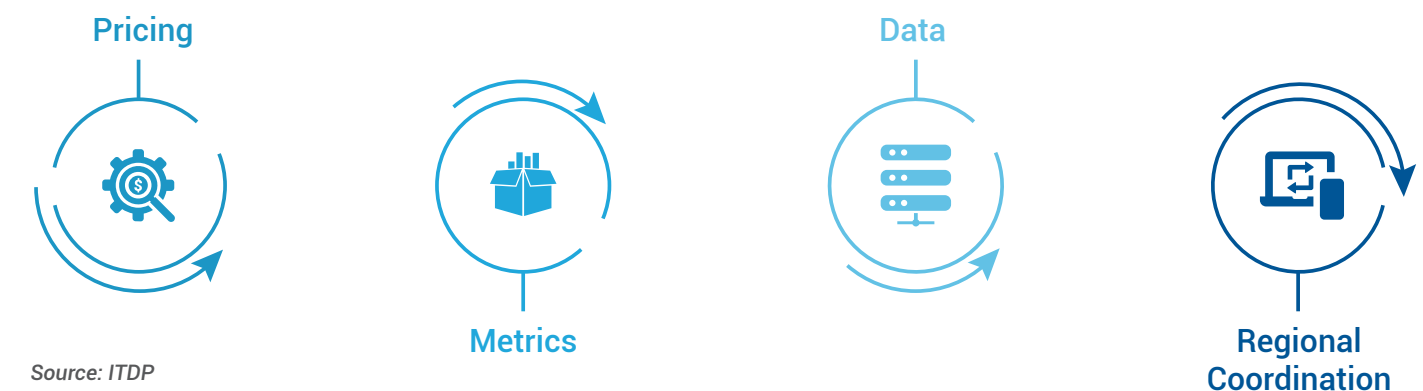 Pricing
Data
Metrics
Regional
Coordination
$
Source: ITDP